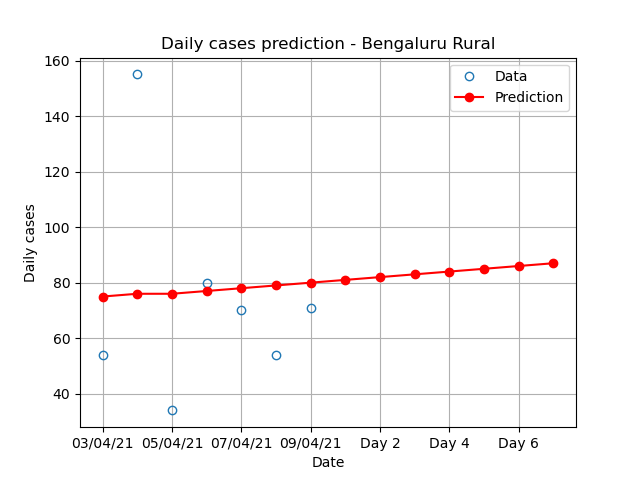 Daily cases prediction - Bengaluru Rural
Data
Prediction
160
140
120
100
80
60
40
Daily cases
03/04/21 05/04/21 07/04/21 09/04/21 Day 2 Day 4 Day 6
Date